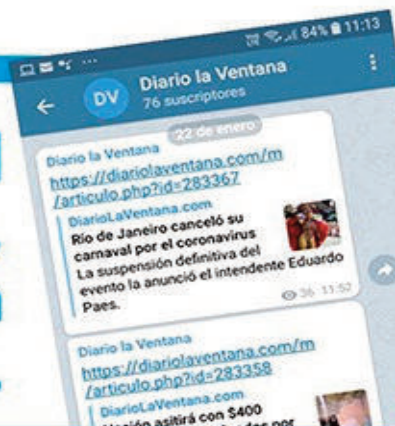 84% 11:13
DV
Diario la Ventana
76 suscriptores
22 de enero
Diario la Ventana
https://diariolaventana.com/m
/articulo.php?id=283367
DiarioLaVentana.com
Río de Janeiro canceló su
carnaval por el coronavirus
La suspensión definitiva del
evento la anunció el intendente Eduardo
Paes.
36 11:52
Diario la Ventana
https://diariolaventana.com/m
/articulo.php?id=283358
DiarioLaVentana.com
asitirá con $400
por